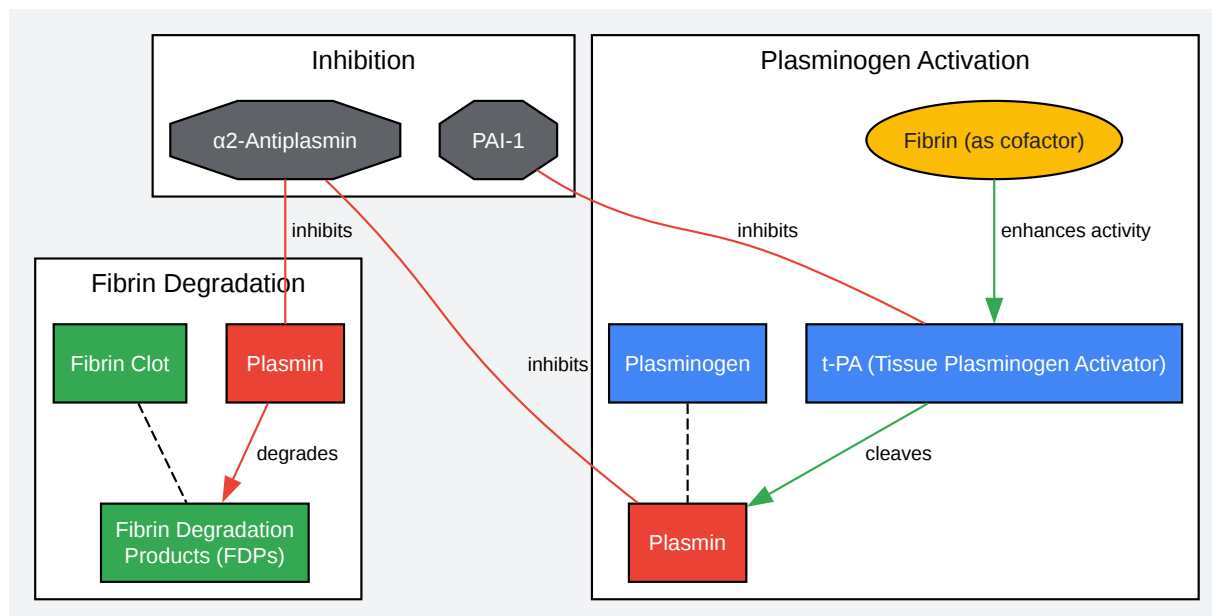 Inhibition
Plasminogen Activation
α2-Antiplasmin
PAI-1
Fibrin (as cofactor)
inhibits
inhibits
enhances activity
Fibrin Degradation
Fibrin Clot
Plasmin
inhibits
Plasminogen
t-PA (Tissue Plasminogen Activator)
degrades
cleaves
Fibrin Degradation
Products (FDPs)
Plasmin